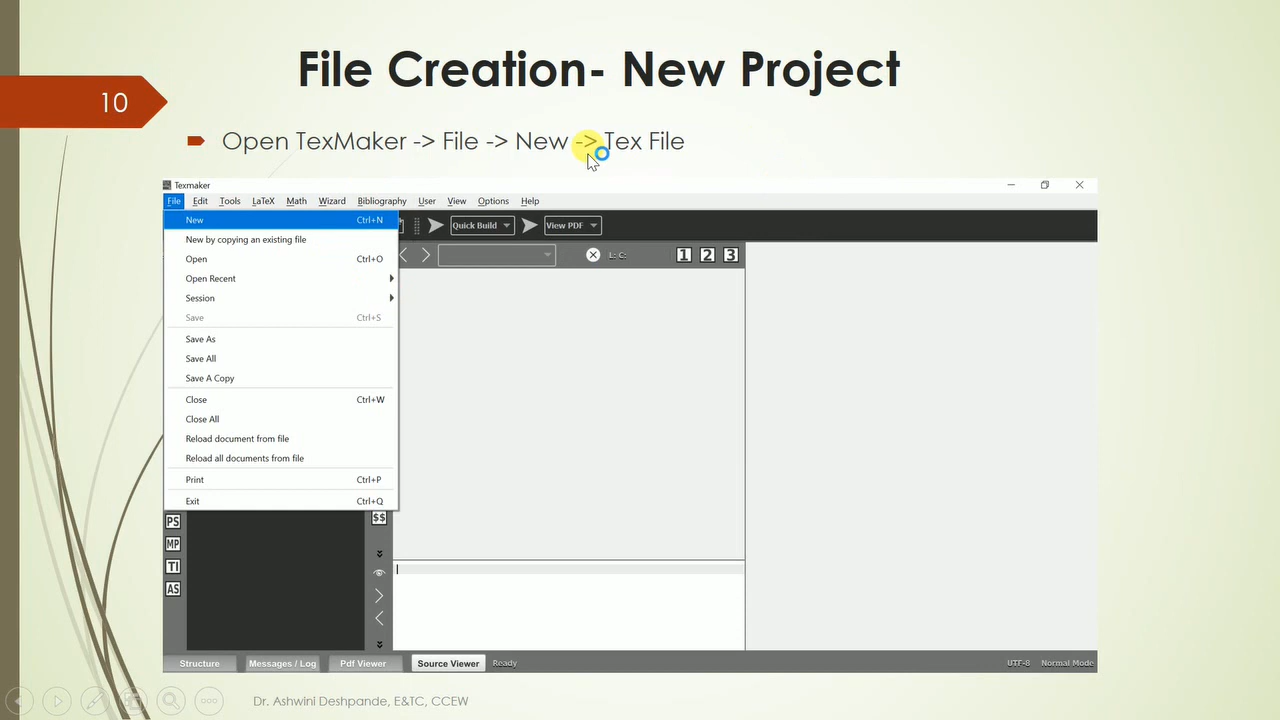 File Creation- New Project
10
Open TexMaker -> File -> New -> Tex File
Texmaker
File Edit Tools LaTeX Math Wizard Bibliography User View Options Help
New Ctrl+N
Quick Build
View PDF
New by copying an existing file
Open Ctrl+O
L: C:
1 2 3
Open Recent
Session
Save Ctrl+S
Save As
Save All
Save A Copy
Close Ctrl+W
Close All
Reload document from file
Reload all documents from file
Print Ctrl+P
Exit Ctrl+Q
$$
PS
MP
TI
AS
Structure Messages / Log Pdf Viewer Source Viewer Ready UTF-8 Normal Mode
Dr. Ashwini Deshpande, E&TC, CCEW